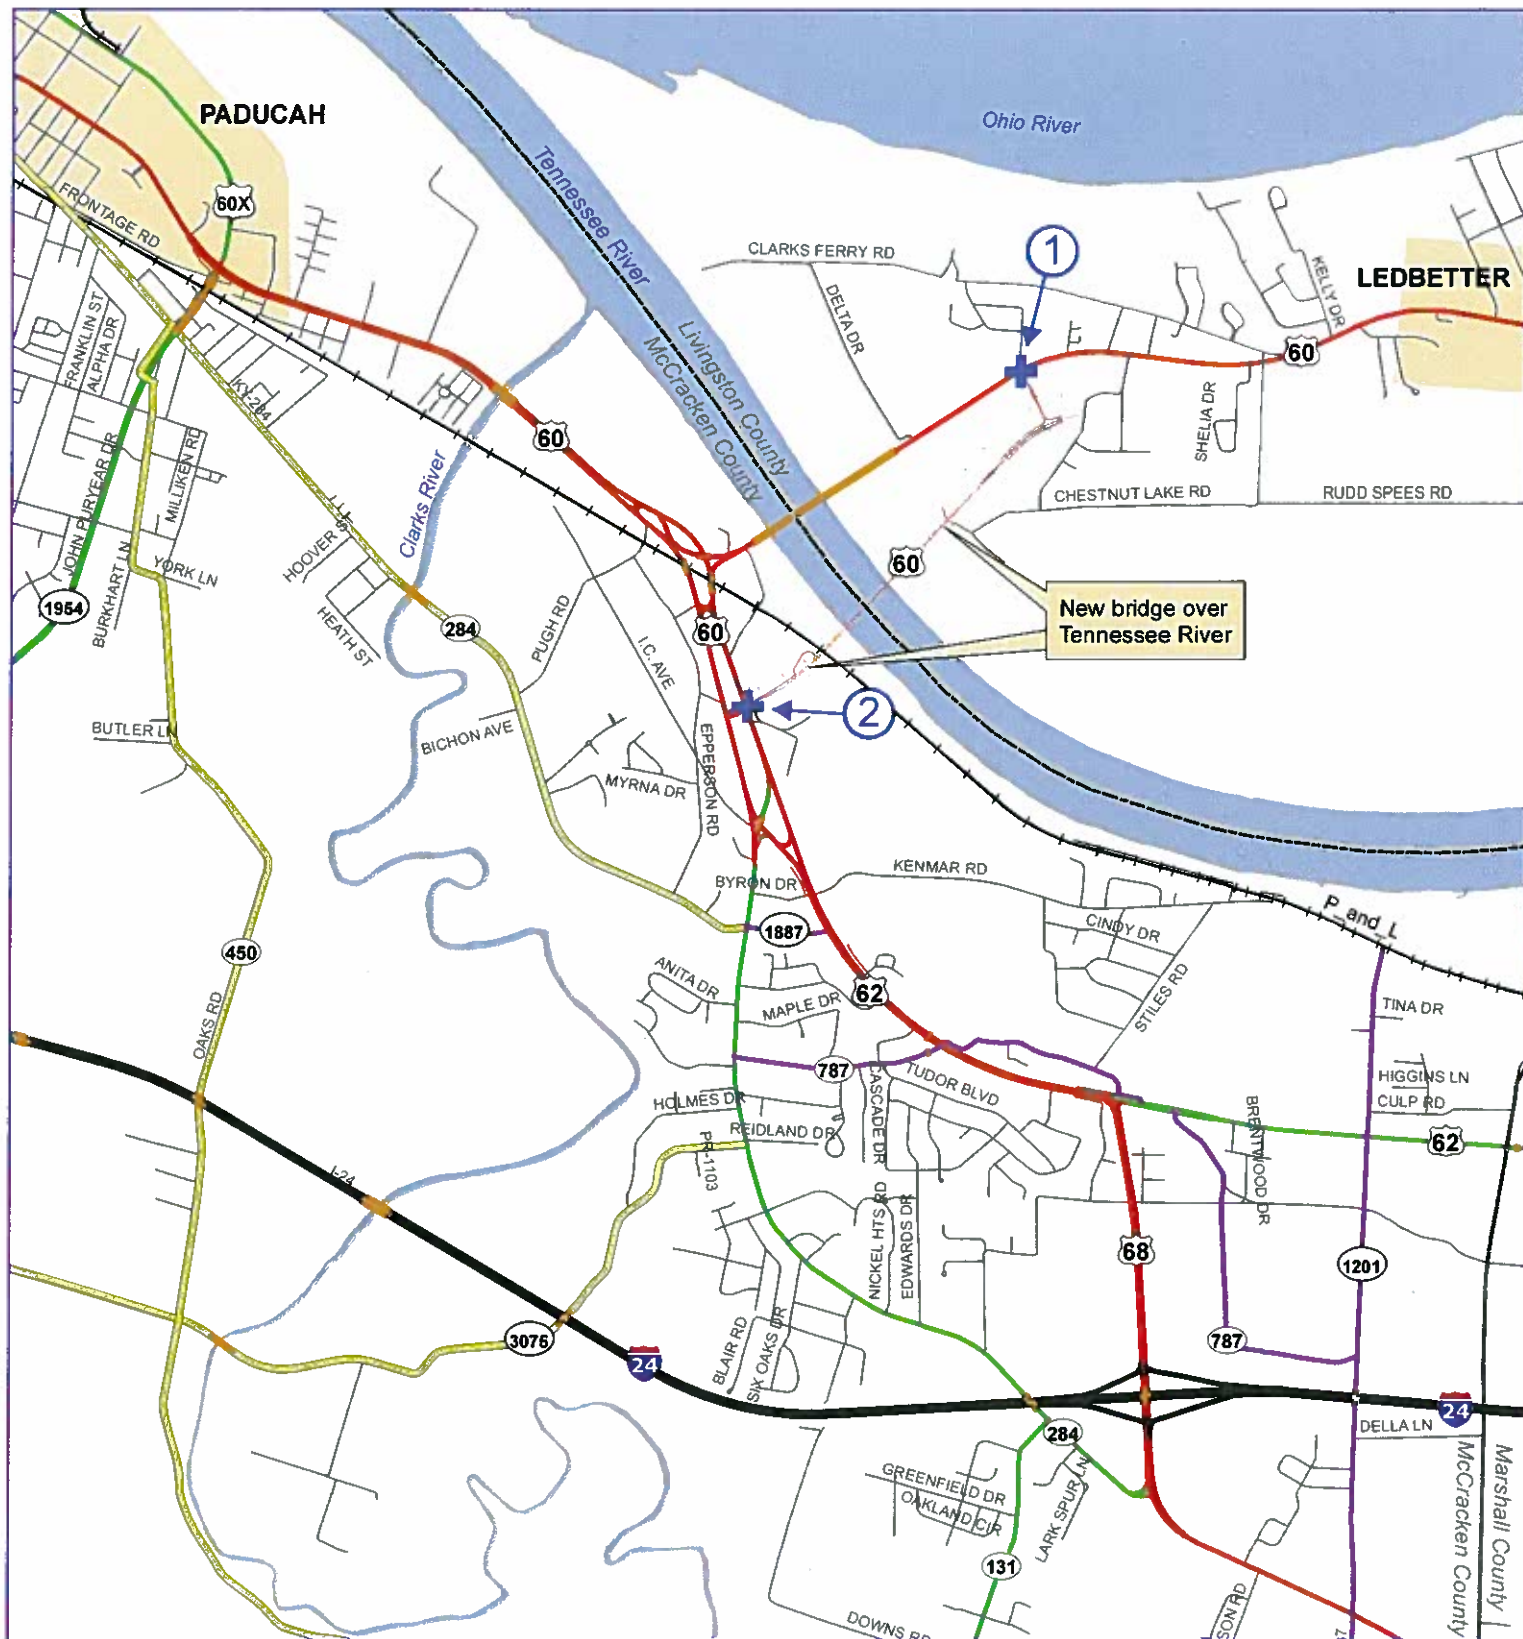 PADUCAH
Ohio River
60X
FRONTAGE RD
Tennessee River
CLARKS FERRY RD
1
KELLY DR
LEDBETTER
DELTA DR
FRANKLIN ST
ALPHA DR
Livingston County
McCracken County
60
KY-284
SHELIA DR
60
MILLIKEN RD
JOHN PURYEAR DR
Clarks River
CHESTNUT LAKE RD
RUDD SPEES RD
HOOVER
YORK LN
BURKHART LN
60
1954
HEATH ST
284
PUGH RD
I.C. AVE
60
New bridge over
Tennessee River
2
BUTLER LN
BICHON AVE
EPPERSON RD
MYRNA DR
KENMAR RD
BYRON DR
1887
P_and_L
CINDY DR
450
ANITA DR
MAPLE DR
62
STILES RD
TINA DR
OAKS RD
787
CASCADE DR
TUDOR BLVD
HIGGINS LN
CULP RD
HOLMES DR
REIDLAND DR
BRENTWOOD DR
62
PR-1103
I-24
NICKEL HTS RD
EDWARDS DR
68
1201
3075
24
BLAIR RD
SIX OAKS DR
787
24
DELLA LN
284
GREENFIELD DR
OAKLAND CIR
LARK SPUR LN
McCracken County
Marshall County
131
DOWNS RD
SON RD